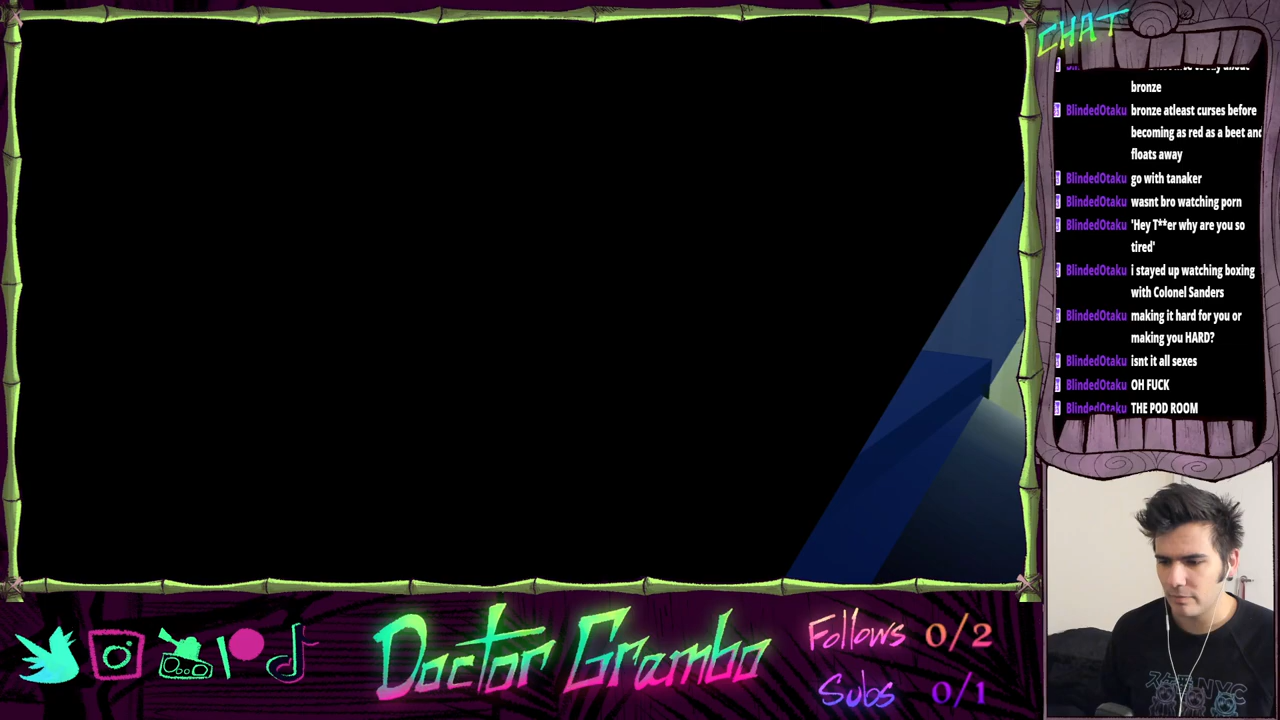 CHAT
bronze
BlindedOtaku bronze atleast curses before
becoming as red as a beet and
floats away
BlindedOtaku go with tanaker
BlindedOtaku wasnt bro watching porn
BlindedOtaku 'Hey T**er why are you so
tired'
BlindedOtaku i stayed up watching boxing
with Colonel Sanders
BlindedOtaku making it hard for you or
making you HARD?
BlindedOtaku isnt it all sexes
BlindedOtaku OH FUCK
BlindedOtaku THE POD ROOM
Doctor Grambo
Follows 0/2
Subs 0/1
NYC